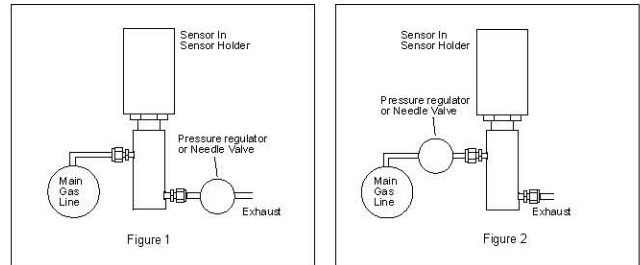 Sensor In
Sensor Holder
Pressure regulator
or Needle Valve
Main
Gas
Line
Exhaust
Figure 1
Sensor In
Sensor Holder
Pressure regulator
or Needle Valve
Main
Gas
Line
Exhaust
Figure 2